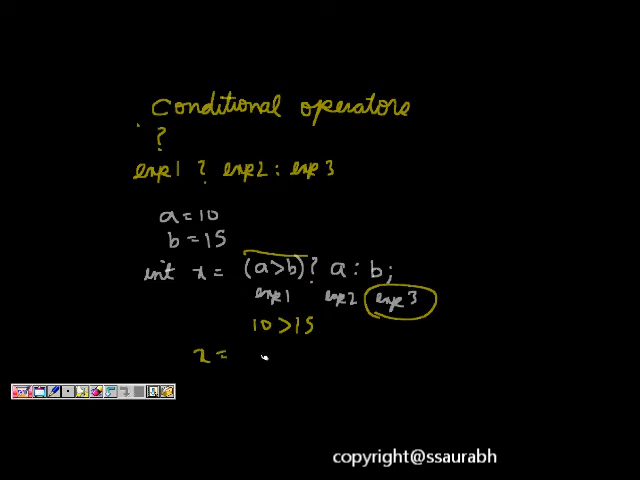 Conditional operators
?
exp1 ? exp2 : exp3
a = 10
b = 15
int x = (a>b) ? a : b;
exp1 exp2 exp3
10 > 15
x =
copyright@ssaurabh